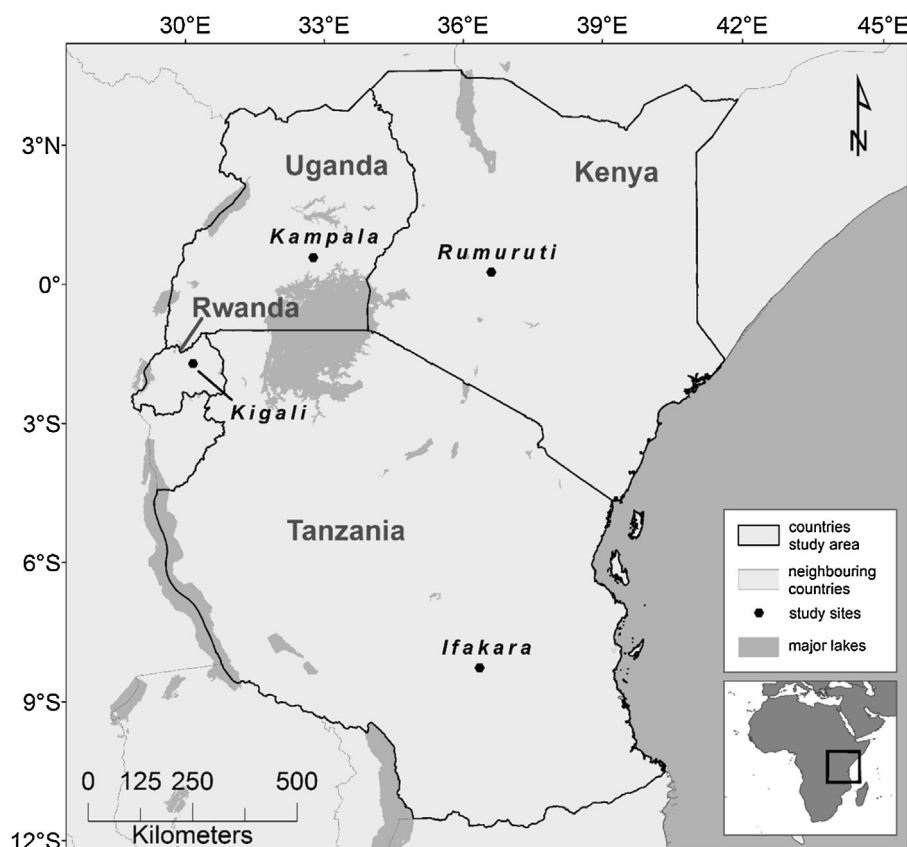 30°E 33°E 36°E 39°E 42°E 45°E
N
3°N
Uganda
Kenya
Kampala
Rumuruti
0°
Rwanda
Kigali
3°S
Tanzania
6°S
Ifakara
9°S
12°S
countries
study area
neighbouring
countries
study sites
major lakes
0 125 250 500
Kilometers